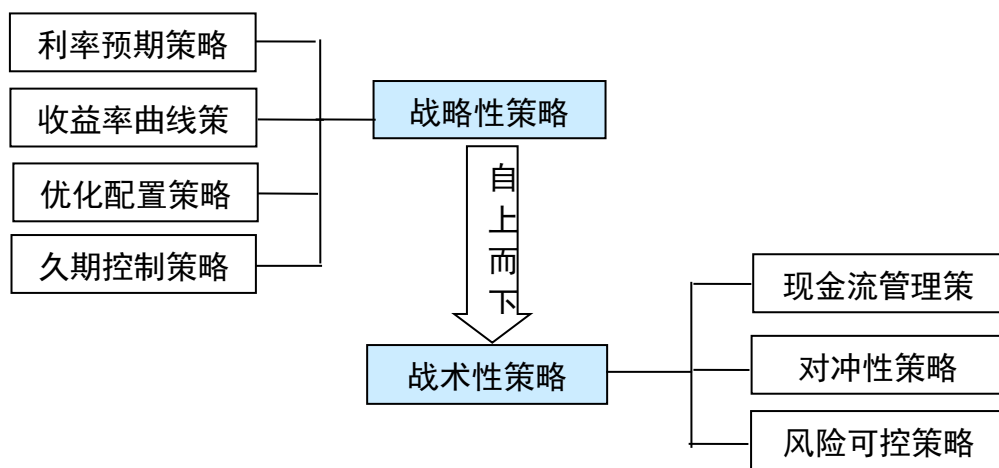 利率预期策略
收益率曲线策
优化配置策略
久期控制策略
战略性策略
自
上
而
下
战术性策略
现金流管理策
对冲性策略
风险可控策略